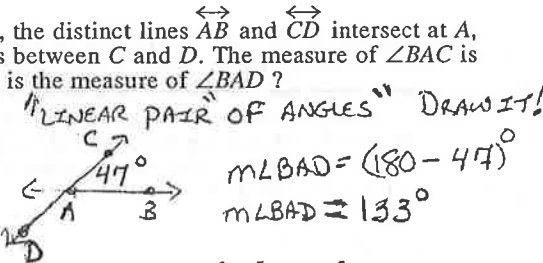 , the distinct lines AB and CD intersect at A,
s between C and D. The measure of ∠BAC is
is the measure of ∠BAD ?
"LINEAR PAIR" OF ANGLES" DRAW IT!
C
47°
A B
D
m∠BAD = (180 - 47)°
m∠BAD = 133°